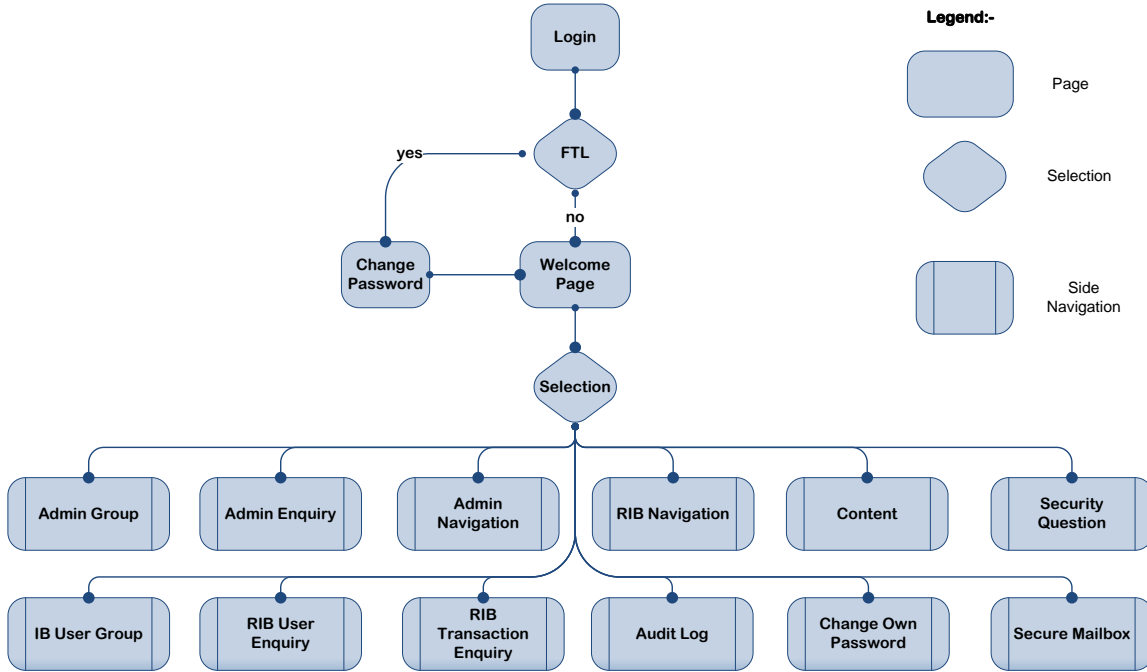 Login
Legend:-
Page
FTL
yes
Selection
no
Change
Password
Welcome
Page
Side
Navigation
Selection
Admin Group
Admin Enquiry
Admin
Navigation
RIB Navigation
Content
Security
Question
IB User Group
RIB User
Enquiry
RIB
Transaction
Enquiry
Audit Log
Change Own
Password
Secure Mailbox